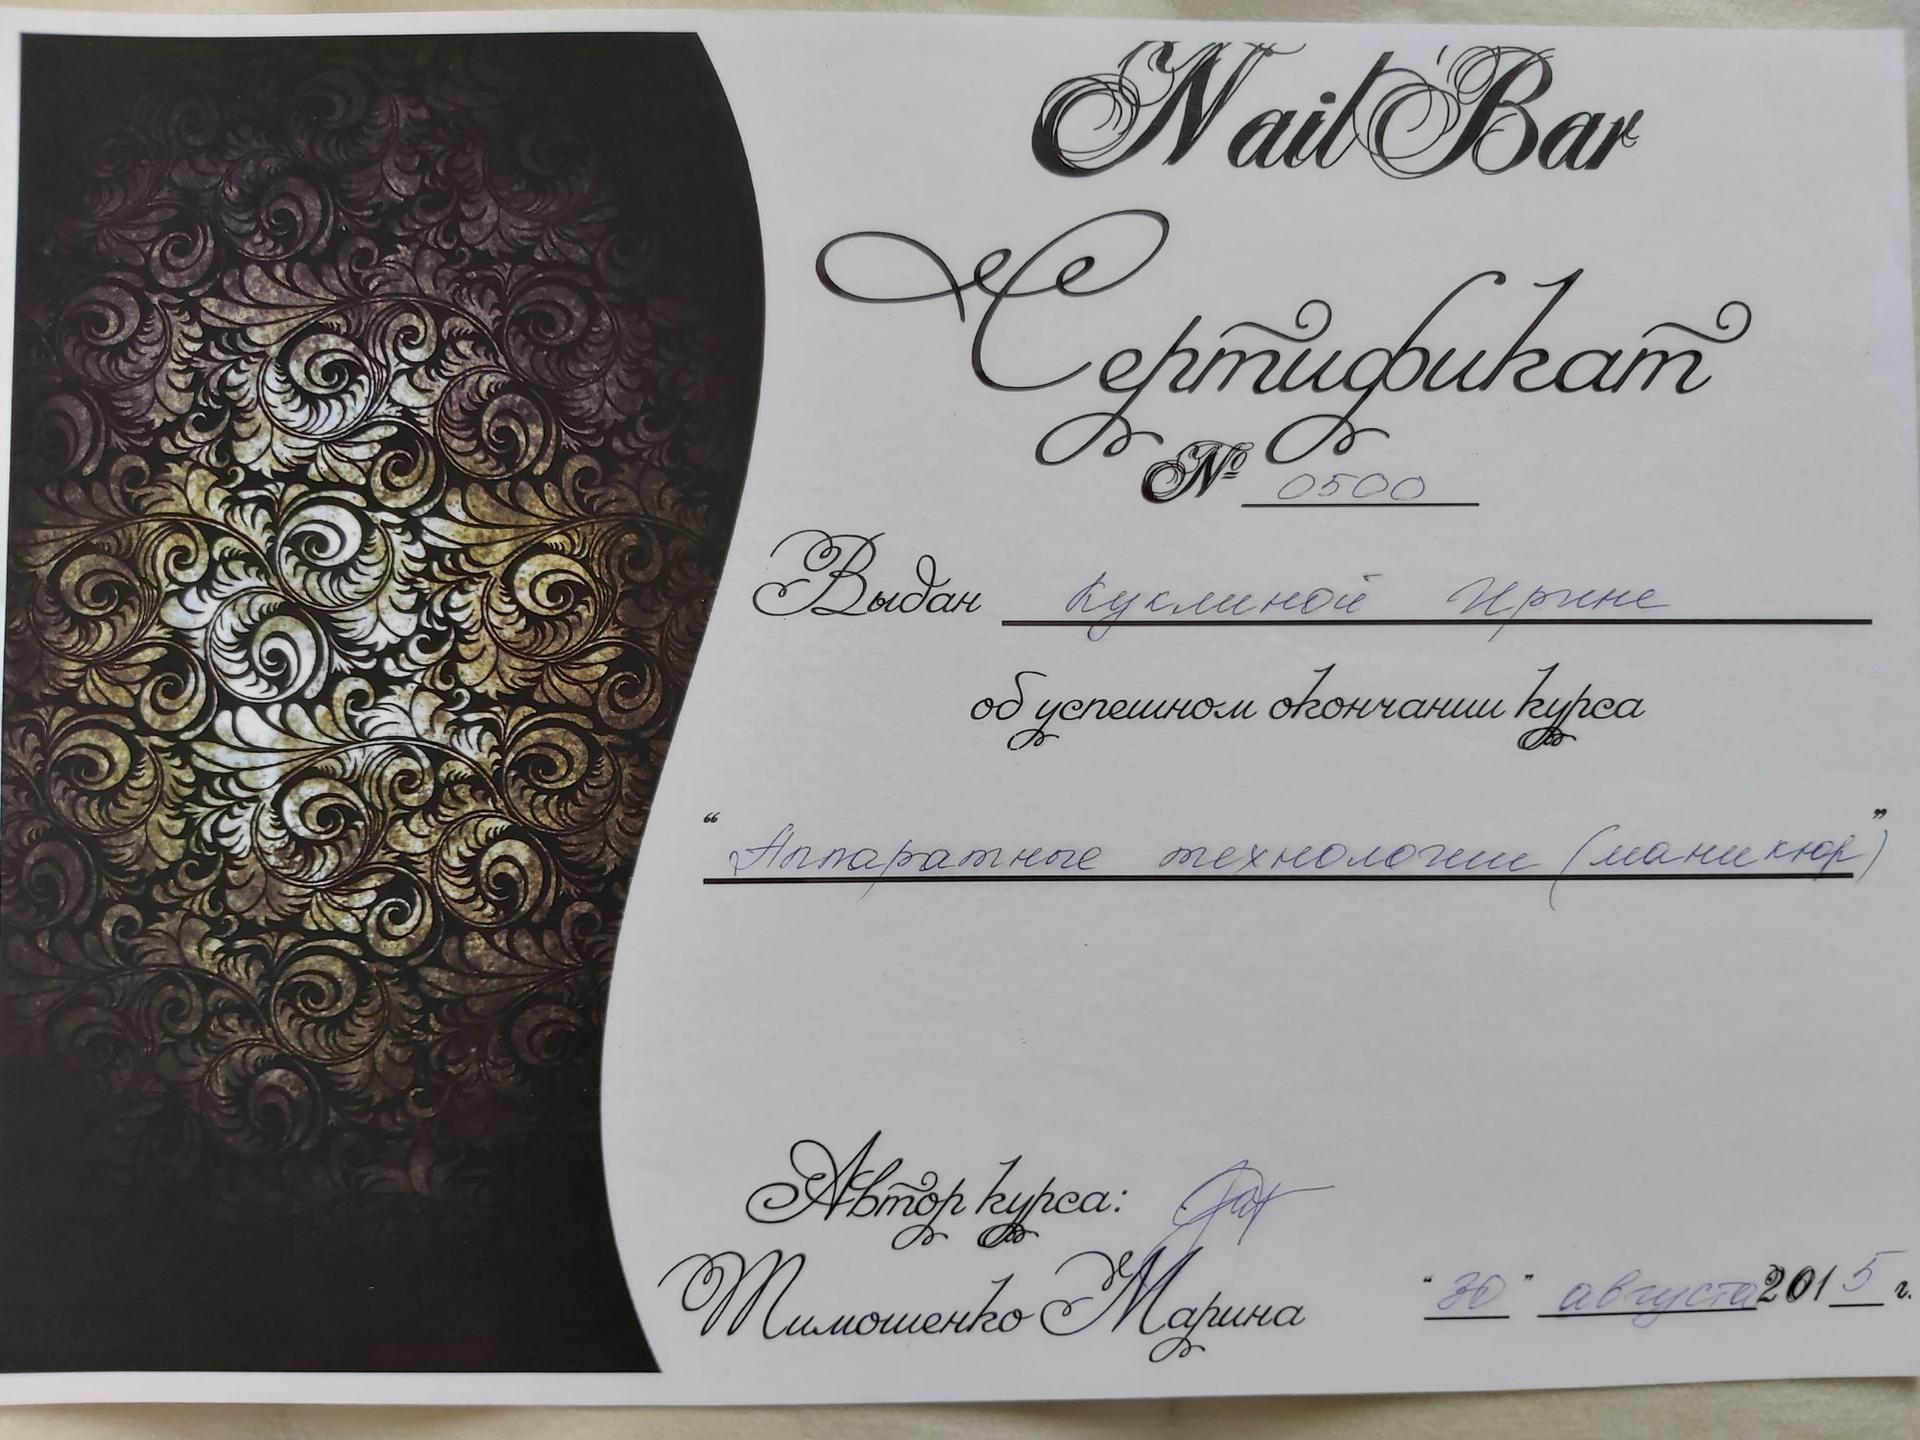 Nail Bar
Сертификат
№ 0500
Выдан Куклиной Ирине
об успешном окончании курса
“Аппаратные технологии (маникюр)”
Автор курса:
Тимошенко Марина
“30” августа 2015 г.